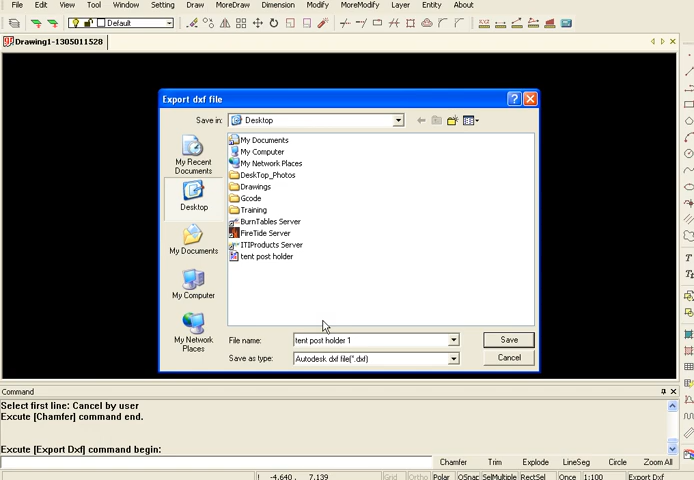 File Edit View Tool Window Setting Draw MoreDraw Dimension Modify MoreModify Layer Entity About
Default
Drawing1-1305011528
Export dxf file
Save in: Desktop
My Recent Documents
Desktop
My Documents
My Computer
My Network Places
My Documents
My Computer
My Network Places
DeskTop_Photos
Drawings
Gcode
Training
BurnTables Server
FireTide Server
ITIProducts Server
tent post holder
File name: tent post holder 1
Save
Save as type: Autodesk dxf file(*.dxf)
Cancel
Command
Select first line: Cancel by user
Excute [Chamfer] command end.
Excute [Export Dxf] command begin:
Chamfer Trim Explode LineSeg Circle Zoom All
! -4.640, 7.139 Grid Ortho Polar OSnap SelMultiple RectSel Once 1:100 Export Dxf